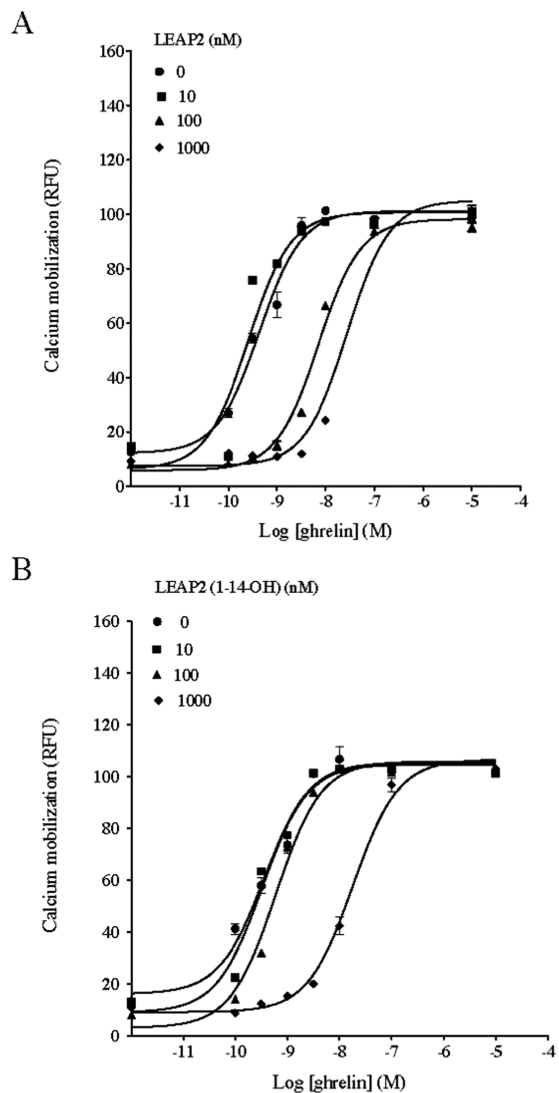 A
LEAP2 (nM)
0
10
100
1000
160
140
120
100
80
60
40
20
0
Calcium mobilization (RFU)
-11 -10 -9 -8 -7 -6 -5 -4
Log [ghrelin] (M)
B
LEAP2 (1-14-OH) (nM)
0
10
100
1000
160
140
120
100
80
60
40
20
0
Calcium mobilization (RFU)
-11 -10 -9 -8 -7 -6 -5 -4
Log [ghrelin] (M)